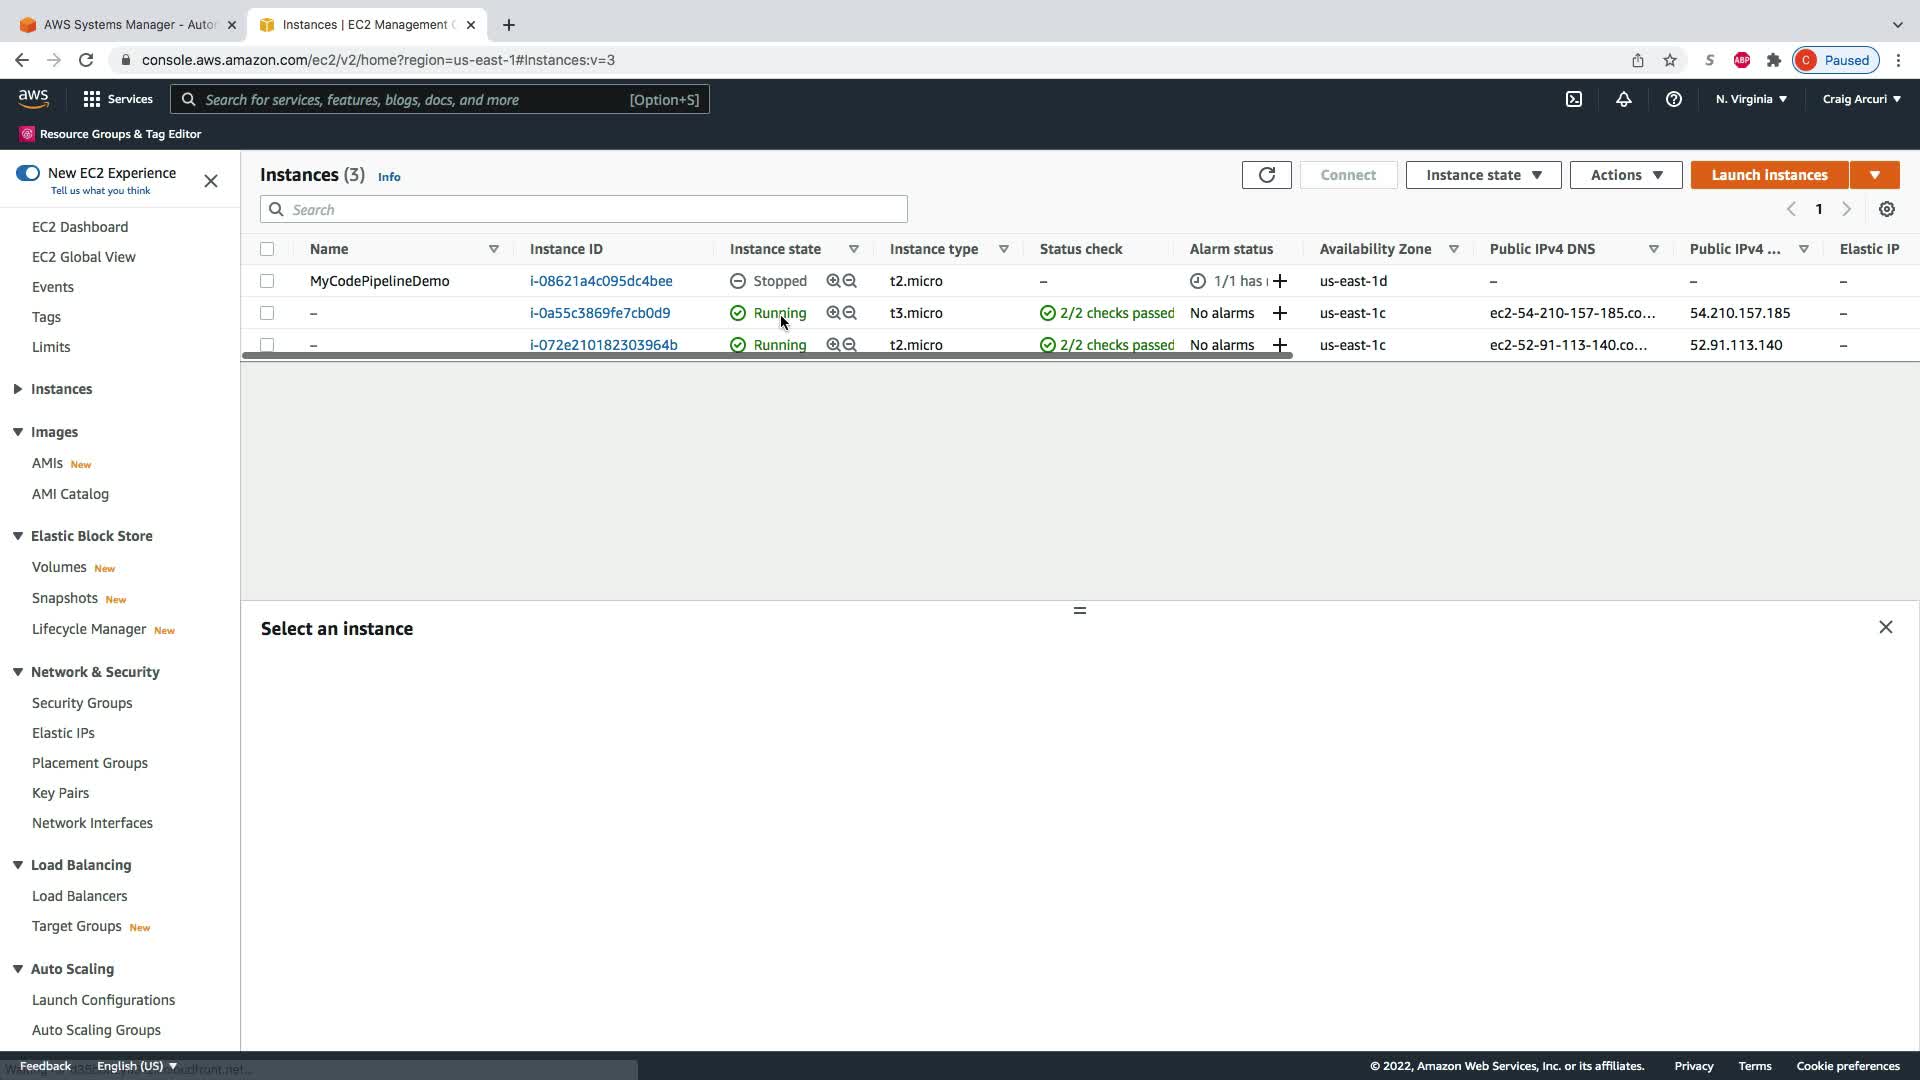 AWS Systems Manager - Auto
Instances | EC2 Management C
console.aws.amazon.com/ec2/v2/home?region=us-east-1#Instances:v=3
S
ABP
C Paused
aws
Services
Search for services, features, blogs, docs, and more [Option+S]
N. Virginia
Craig Arcuri
Resource Groups & Tag Editor
New EC2 Experience
Tell us what you think
EC2 Dashboard
EC2 Global View
Events
Tags
Limits
Instances
Images
AMIs New
AMI Catalog
Elastic Block Store
Volumes New
Snapshots New
Lifecycle Manager New
Network & Security
Security Groups
Elastic IPs
Placement Groups
Key Pairs
Network Interfaces
Load Balancing
Load Balancers
Target Groups New
Auto Scaling
Launch Configurations
Auto Scaling Groups
Instances (3) Info
Connect
Instance state
Actions
Launch instances
Search
1
Name Instance ID Instance state Instance type Status check Alarm status Availability Zone Public IPv4 DNS Public IPv4 ... Elastic IP
MyCodePipelineDemo i-08621a4c095dc4bee Stopped t2.micro – 1/1 has us-east-1d – – –
– i-0a55c3869fe7cb0d9 Running t3.micro 2/2 checks passed No alarms us-east-1c ec2-54-210-157-185.co... 54.210.157.185 –
– i-072e210182303964b Running t2.micro 2/2 checks passed No alarms us-east-1c ec2-52-91-113-140.co... 52.91.113.140 –
Select an instance
Feedback
English (US)
© 2022, Amazon Web Services, Inc. or its affiliates.
Privacy
Terms
Cookie preferences